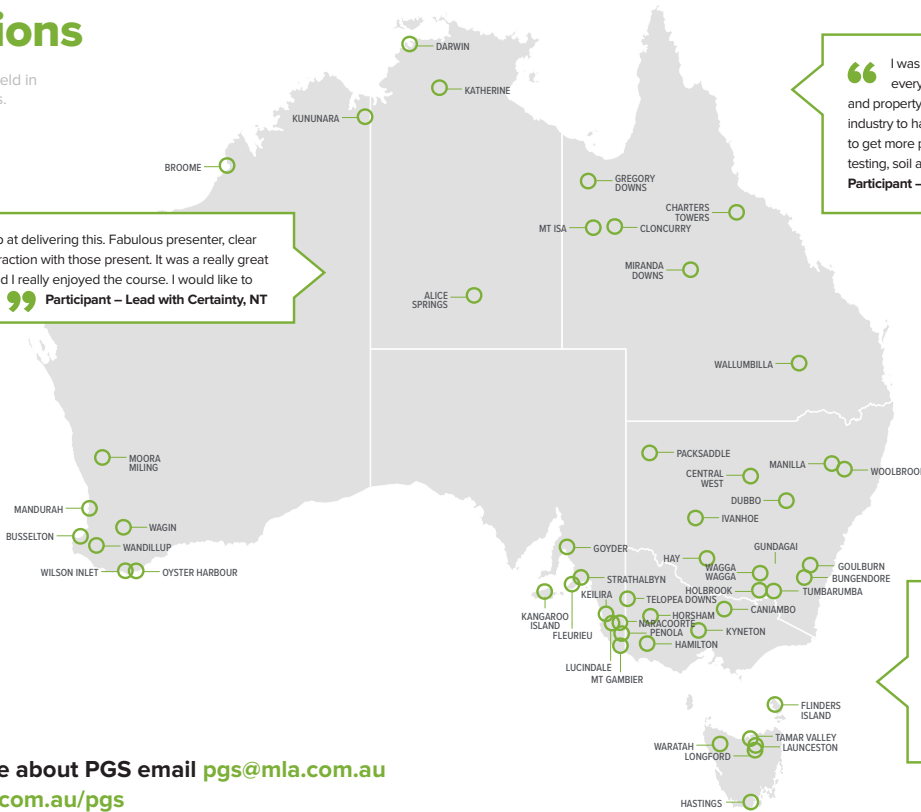 ions
eld in
s.
DARWIN
KATHERINE
KUNUNARA
BROOME
GREGORY
DOWNS
CHARTERS
TOWERS
MT ISA
CLONCURRY
MIRANDA
DOWNS
ALICE
SPRINGS
WALLUMBILLA
I was
every
and property
industry to ha
to get more p
testing, soil a
Participant –
o at delivering this. Fabulous presenter, clear
raction with those present. It was a really great
d I really enjoyed the course. I would like to
Participant – Lead with Certainty, NT
MOORA
MILING
MANDURAH
WAGIN
BUSSELTON
WANDILLUP
WILSON INLET
OYSTER HARBOUR
PACKSADDLE
CENTRAL
WEST
MANILLA
WOOLBROO
DUBBO
IVANHOE
GOYDER
HAY
GUNDAGAI
WAGGA
WAGGA
GOULBURN
BUNGENDORE
STRATHALBYN
HOLBROOK
TUMBARUMBA
KEILIRA
TELOPEA DOWNS
CANIAMBO
KANGAROO
ISLAND
HORSHAM
NARACOORTE
FLEURIEU
PENOLA
KYNETON
HAMILTON
LUCINDALE
MT GAMBIER
FLINDERS
ISLAND
TAMAR VALLEY
WARATAH
LAUNCESTON
LONGFORD
HASTINGS
e about PGS email pgs@mla.com.au
com.au/pgs